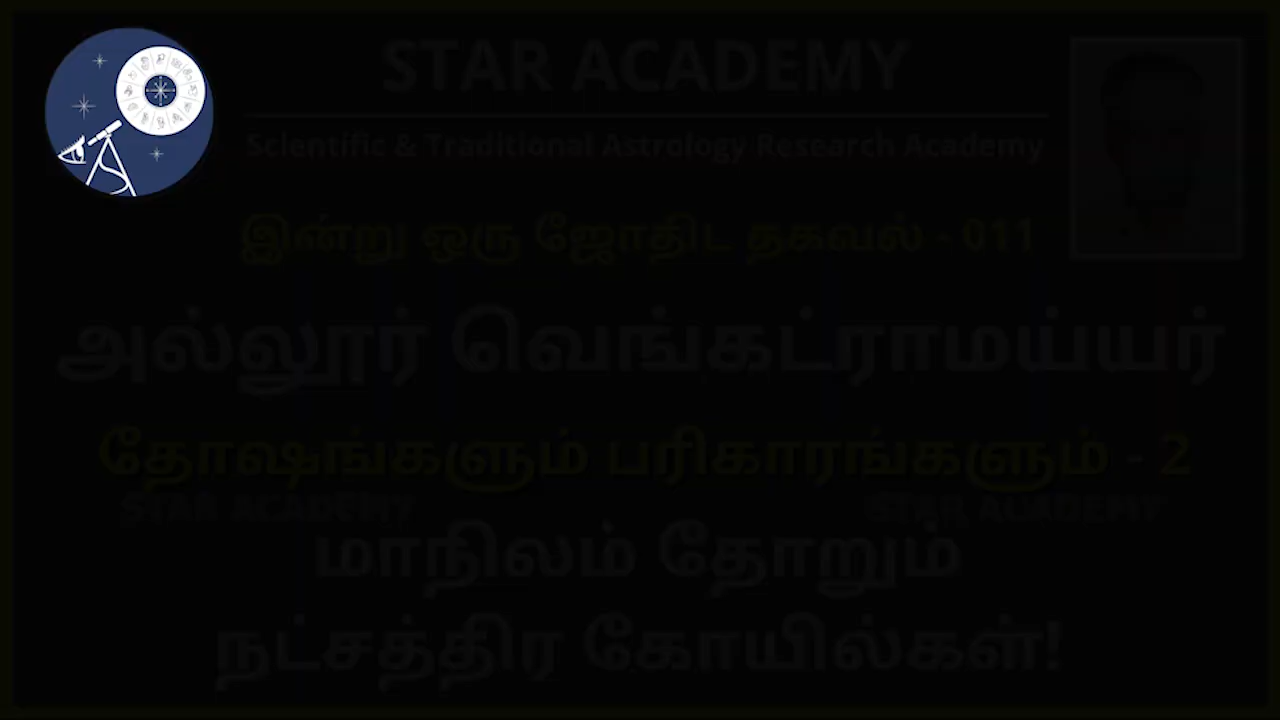 STAR ACADEMY
Scientific & Traditional Astrology Research Academy
இன்று ஒரு ஜோதிட தகவல் - 011
அல்லூர் வெங்கட்ராமய்யர்
தோஷங்களும் பரிகாரங்களும் - 2
STAR ACADEMY STAR ACADEMY
மாநிலம் தோறும்
நட்சத்திர கோயில்கள்!